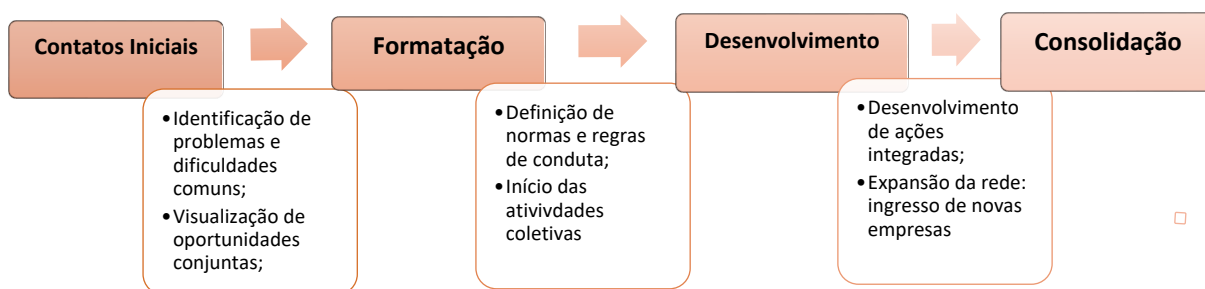 Contatos Iniciais
• Identificação de
problemas e
dificuldades
comuns;
• Visualização de
oportunidades
conjuntas;
Formatação
• Definição de
normas e regras
de conduta;
• Início das
ativivdades
coletivas
Desenvolvimento
• Desenvolvimento
de ações
integradas;
• Expansão da rede:
ingresso de novas
empresas
Consolidação